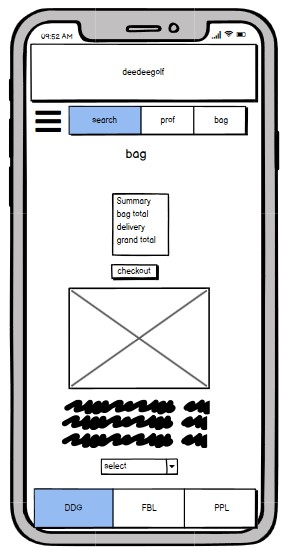 09:52 AM
deedeegolf
search prof bag
bag
Summary
bag total
delivery
grand total
checkout
select
DDG FBL PPL